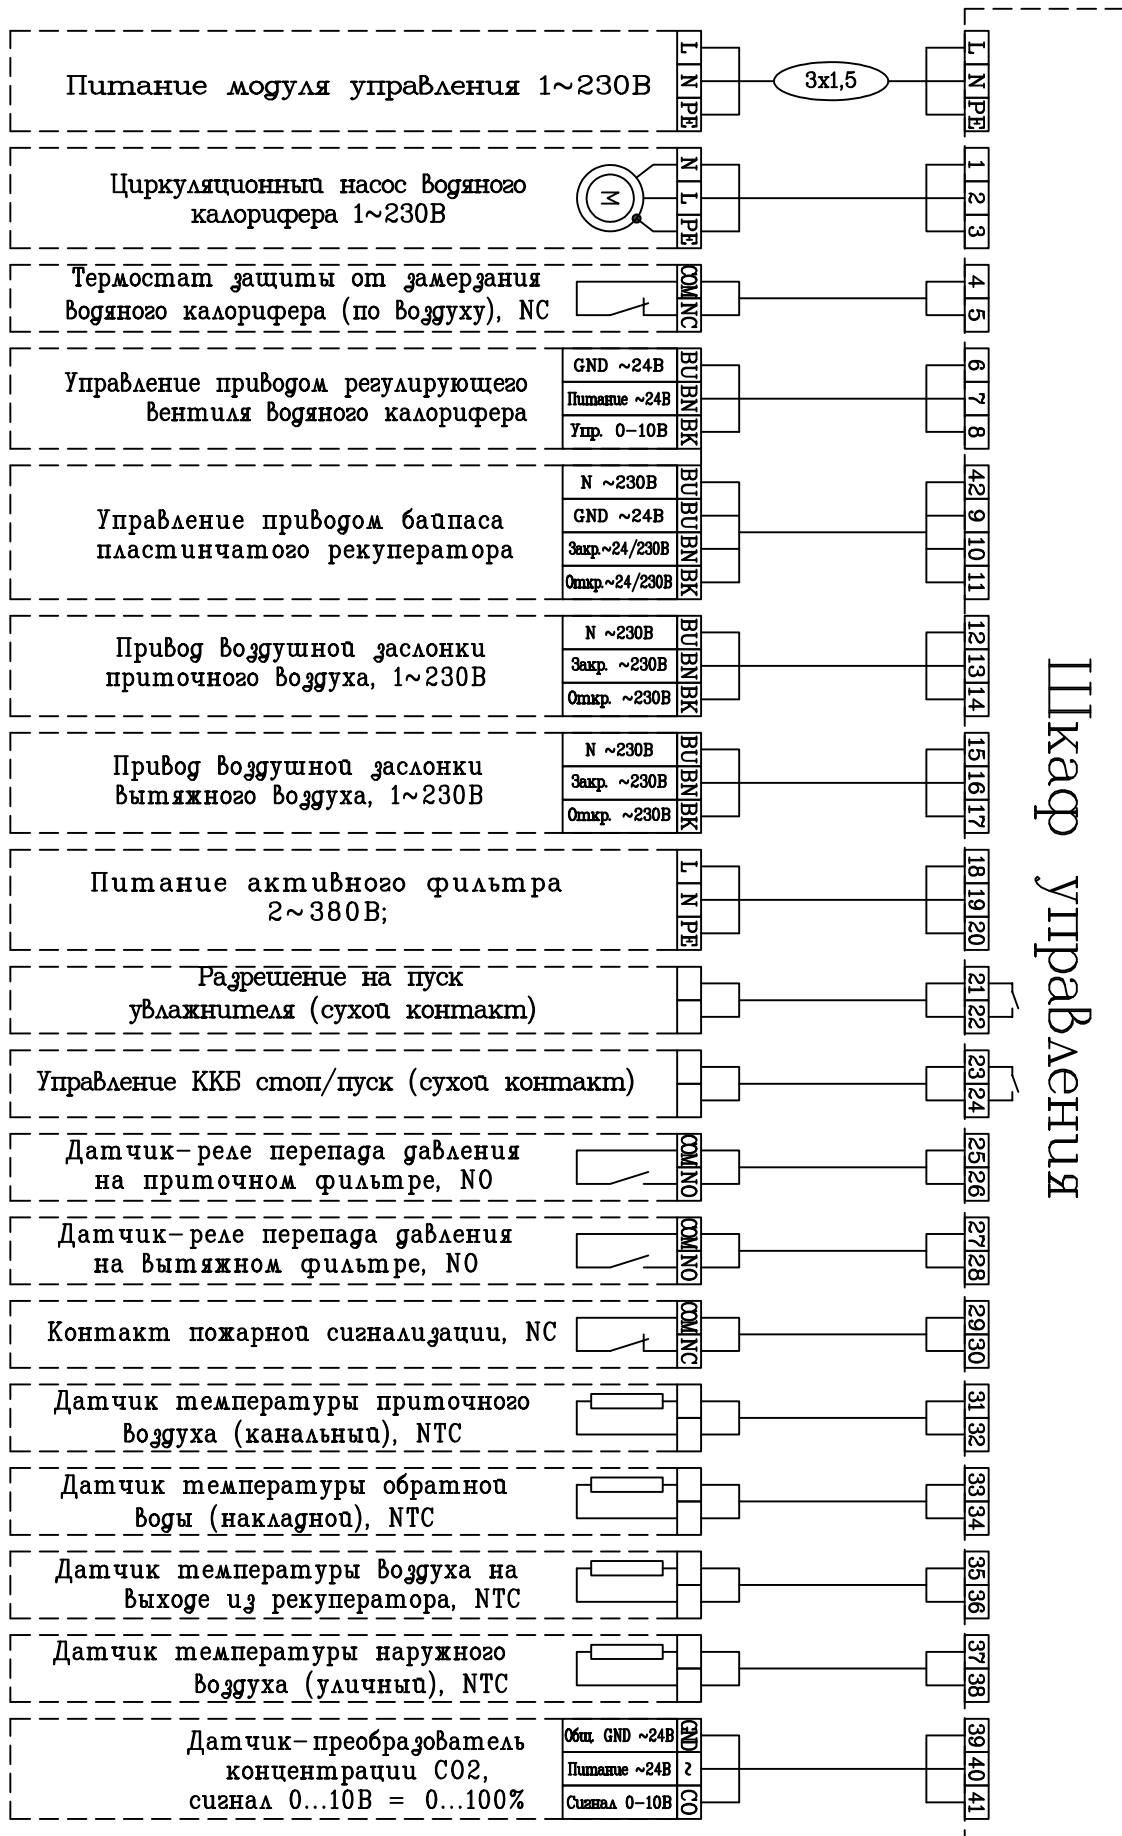 Питание модуля управления 1~230В
L
N
PE
3x1,5
L
N
PE
Циркуляционный насос водяного
калорифера 1~230В
M
N
L
PE
1
2
3
Термостат защиты от замерзания
водяного калорифера (по воздуху), NC
COM
NC
4
5
Управление приводом регулирующего
вентиля водяного калорифера
GND ~24В
Питание ~24В
Упр. 0-10В
BU
BN
BK
6
7
8
Управление приводом байпаса
пластинчатого рекуператора
N ~230В
GND ~24В
Закр.~24/230В
Откр.~24/230В
BU
BU
BN
BK
42
9
10
11
Привод воздушной заслонки
приточного воздуха, 1~230В
N ~230В
Закр. ~230В
Откр. ~230В
BU
BN
BK
12
13
14
Привод воздушной заслонки
вытяжного воздуха, 1~230В
N ~230В
Закр. ~230В
Откр. ~230В
BU
BN
BK
15
16
17
Питание активного фильтра
2~380В;
L
N
PE
18
19
20
Разрешение на пуск
увлажнителя (сухой контакт)
21
22
Управление ККБ стоп/пуск (сухой контакт)
23
24
Датчик-реле перепада давления
на приточном фильтре, NO
COM
NO
25
26
Датчик-реле перепада давления
на вытяжном фильтре, NO
COM
NO
27
28
Контакт пожарной сигнализации, NC
COM
NC
29
30
Датчик температуры приточного
воздуха (канальный), NTC
31
32
Датчик температуры обратной
воды (накладной), NTC
33
34
Датчик температуры воздуха на
выходе из рекуператора, NTC
35
36
Датчик температуры наружного
воздуха (уличный), NTC
37
38
Датчик-преобразователь
концентрации CO2,
сигнал 0...10В = 0...100%
Общ. GND ~24В
Питание ~24В
Сигнал 0-10В
GND
~
CO
39
40
41
Шкаф управления